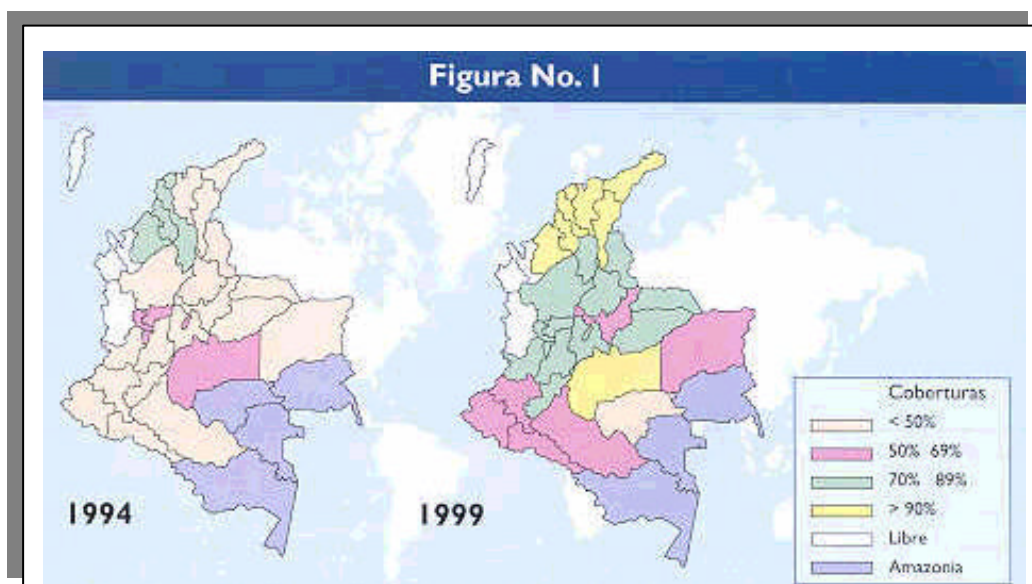 Figura No. 1
1994
1999
Coberturas
< 50%
50% 69%
70% 89%
> 90%
Libre
Amazonia